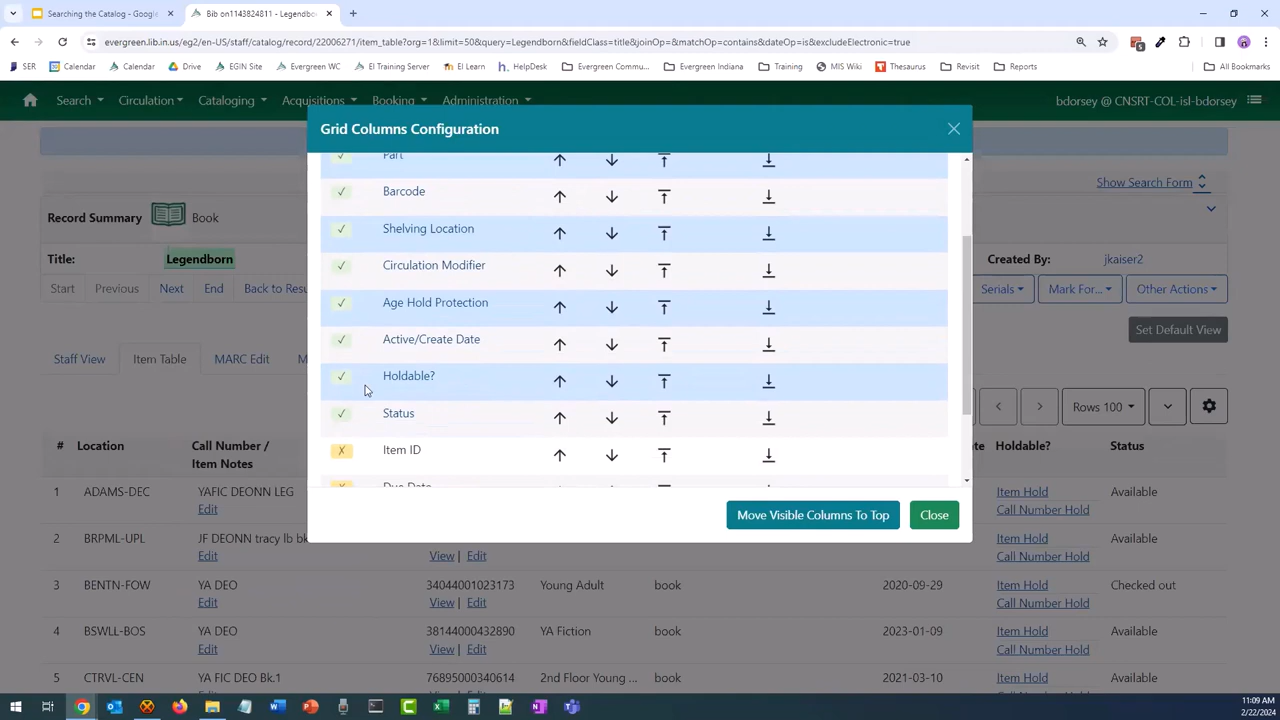 Searching the Catalog - Google
Bib on1143824811 - Legendbo
evergreen.lib.in.us/eg2/en-US/staff/catalog/record/22006271/item_table?org=1&limit=50&query=Legendborn&fieldClass=title&joinOp=&matchOp=contains&dateOp=is&excludeElectronic=true
SER Calendar Calendar Drive EGIN Site Evergreen WC EI Training Server EI Learn HelpDesk Evergreen Commu... Evergreen Indiana Training MIS Wiki Thesaurus Revisit Reports All Bookmarks
Search Circulation Cataloging Acquisitions Booking Administration bdorsey @ CNSRT-COL-isl-bdorsey
Grid Columns Configuration
Part
Barcode
Shelving Location
Circulation Modifier
Age Hold Protection
Active/Create Date
Holdable?
Status
X Item ID
Due Date
Move Visible Columns To Top Close
Show Search Form
Record Summary Book
Title: Legendborn Created By: jkaiser2
Start Previous Next End Back to Resu Serials Mark For... Other Actions
Set Default View
Staff View Item Table MARC Edit M
Rows 100
# Location Call Number / Item Notes te Holdable? Status
1 ADAMS-DEC YAFIC DEONN LEG Item Hold Available
Edit Call Number Hold
2 BRPML-UPL JF DEONN tracy lb bk Item Hold Available
Edit View | Edit Call Number Hold
3 BENTN-FOW YA DEO 34044001023173 Young Adult book 2020-09-29 Item Hold Checked out
Edit View | Edit Call Number Hold
4 BSWLL-BOS YA DEO 38144000432890 YA Fiction book 2023-01-09 Item Hold Available
Edit View | Edit Call Number Hold
5 CTRVL-CEN YA FIC DEO Bk.1 76895000340614 2nd Floor Young ... book 2021-03-10 Item Hold Available
11:09 AM
2/22/2024